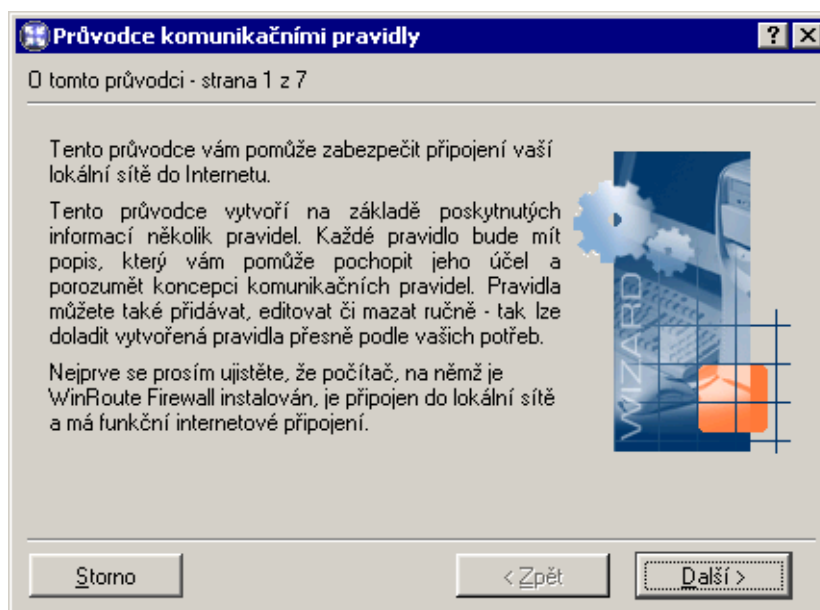 Průvodce komunikačními pravidly
O tomto průvodci - strana 1 z 7
Tento průvodce vám pomůže zabezpečit připojení vaší
lokální sítě do Internetu.
Tento průvodce vytvoří na základě poskytnutých
informací několik pravidel. Každé pravidlo bude mít
popis, který vám pomůže pochopit jeho účel a
porozumět koncepci komunikačních pravidel. Pravidla
můžete také přidávat, editovat či mazat ručně - tak lze
doladit vytvořená pravidla přesně podle vašich potřeb.
Nejprve se prosím ujistěte, že počítač, na němž je
WinRoute Firewall instalován, je připojen do lokální sítě
a má funkční internetové připojení.
WIZARD
Storno
< Zpět
Další >